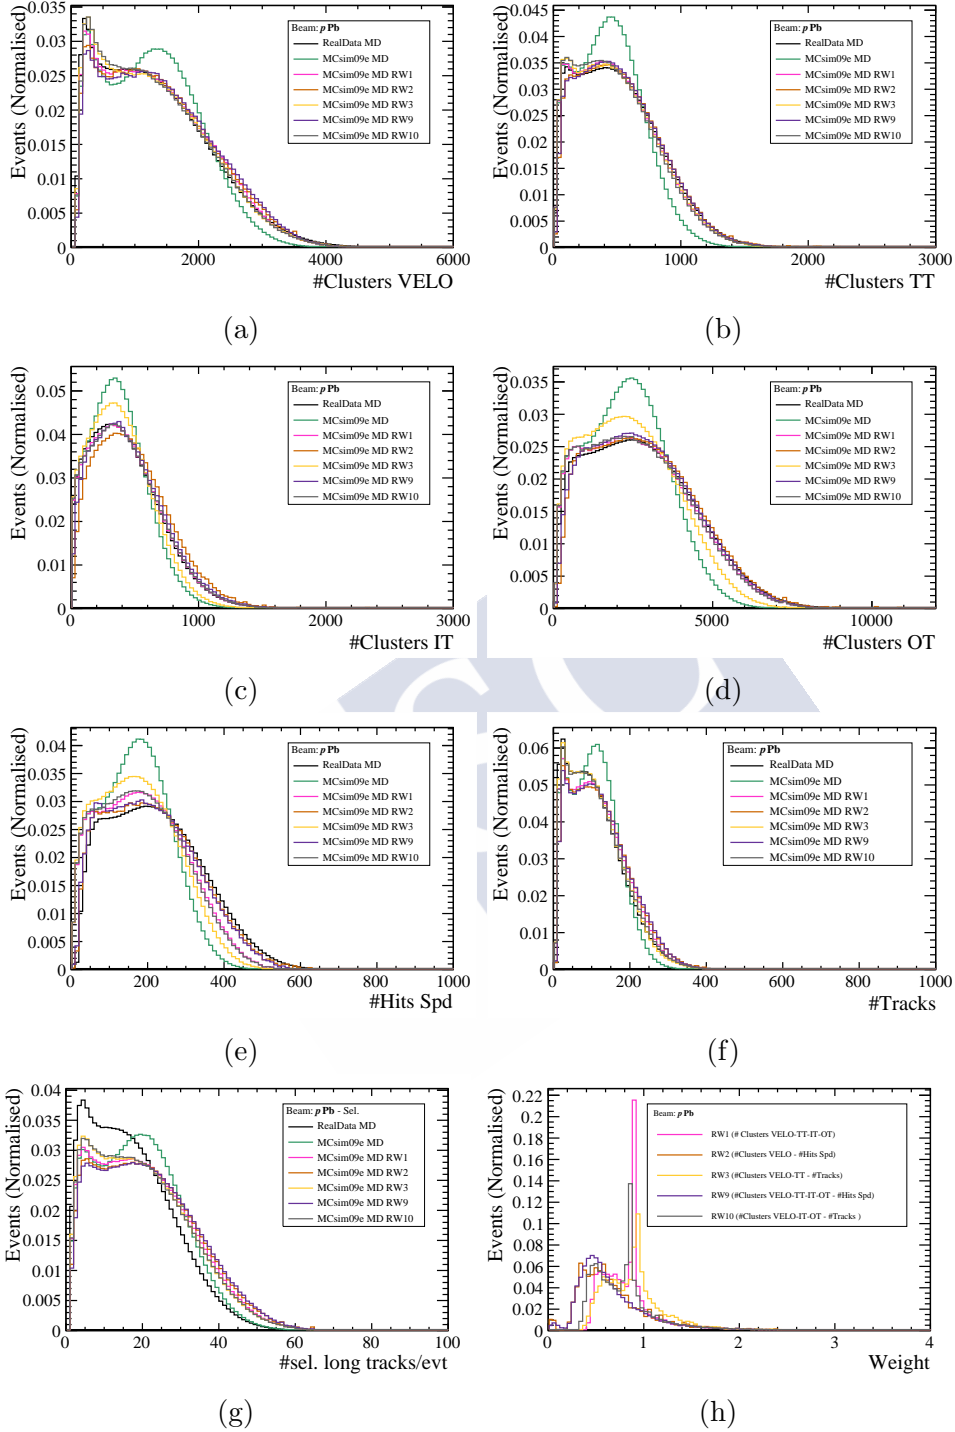 Events (Normalised)
0.035
0.03
0.025
0.02
0.015
0.01
0.005
0
0 2000 4000 6000
#Clusters VELO
Beam: p Pb
RealData MD
MCsim09e MD
MCsim09e MD RW1
MCsim09e MD RW2
MCsim09e MD RW3
MCsim09e MD RW9
MCsim09e MD RW10
(a)
Events (Normalised)
0.045
0.04
0.035
0.03
0.025
0.02
0.015
0.01
0.005
0
0 1000 2000 3000
#Clusters TT
Beam: p Pb
RealData MD
MCsim09e MD
MCsim09e MD RW1
MCsim09e MD RW2
MCsim09e MD RW3
MCsim09e MD RW9
MCsim09e MD RW10
(b)
Events (Normalised)
0.05
0.04
0.03
0.02
0.01
0
0 1000 2000 3000
#Clusters IT
Beam: p Pb
RealData MD
MCsim09e MD
MCsim09e MD RW1
MCsim09e MD RW2
MCsim09e MD RW3
MCsim09e MD RW9
MCsim09e MD RW10
(c)
Events (Normalised)
0.035
0.03
0.025
0.02
0.015
0.01
0.005
0
0 5000 10000
#Clusters OT
Beam: p Pb
RealData MD
MCsim09e MD
MCsim09e MD RW1
MCsim09e MD RW2
MCsim09e MD RW3
MCsim09e MD RW9
MCsim09e MD RW10
(d)
Events (Normalised)
0.04
0.035
0.03
0.025
0.02
0.015
0.01
0.005
0
0 200 400 600 800 1000
#Hits Spd
Beam: p Pb
RealData MD
MCsim09e MD
MCsim09e MD RW1
MCsim09e MD RW2
MCsim09e MD RW3
MCsim09e MD RW9
MCsim09e MD RW10
(e)
Events (Normalised)
0.06
0.05
0.04
0.03
0.02
0.01
0
0 200 400 600 800 1000
#Tracks
Beam: p Pb
RealData MD
MCsim09e MD
MCsim09e MD RW1
MCsim09e MD RW2
MCsim09e MD RW3
MCsim09e MD RW9
MCsim09e MD RW10
(f)
Events (Normalised)
0.04
0.035
0.03
0.025
0.02
0.015
0.01
0.005
0
0 20 40 60 80 100
#sel. long tracks/evt
Beam: p Pb - Sel.
RealData MD
MCsim09e MD
MCsim09e MD RW1
MCsim09e MD RW2
MCsim09e MD RW3
MCsim09e MD RW9
MCsim09e MD RW10
(g)
Events (Normalised)
0.22
0.2
0.18
0.16
0.14
0.12
0.1
0.08
0.06
0.04
0.02
0
0 1 2 3 4
Weight
Beam: p Pb
RW1 (# Clusters VELO-TT-IT-OT)
RW2 (#Clusters VELO - #Hits Spd)
RW3 (#Clusters VELO-TT - #Tracks)
RW9 (#Clusters VELO-TT-IT-OT - #Hits Spd)
RW10 (#Clusters VELO-IT-OT - #Tracks )
(h)